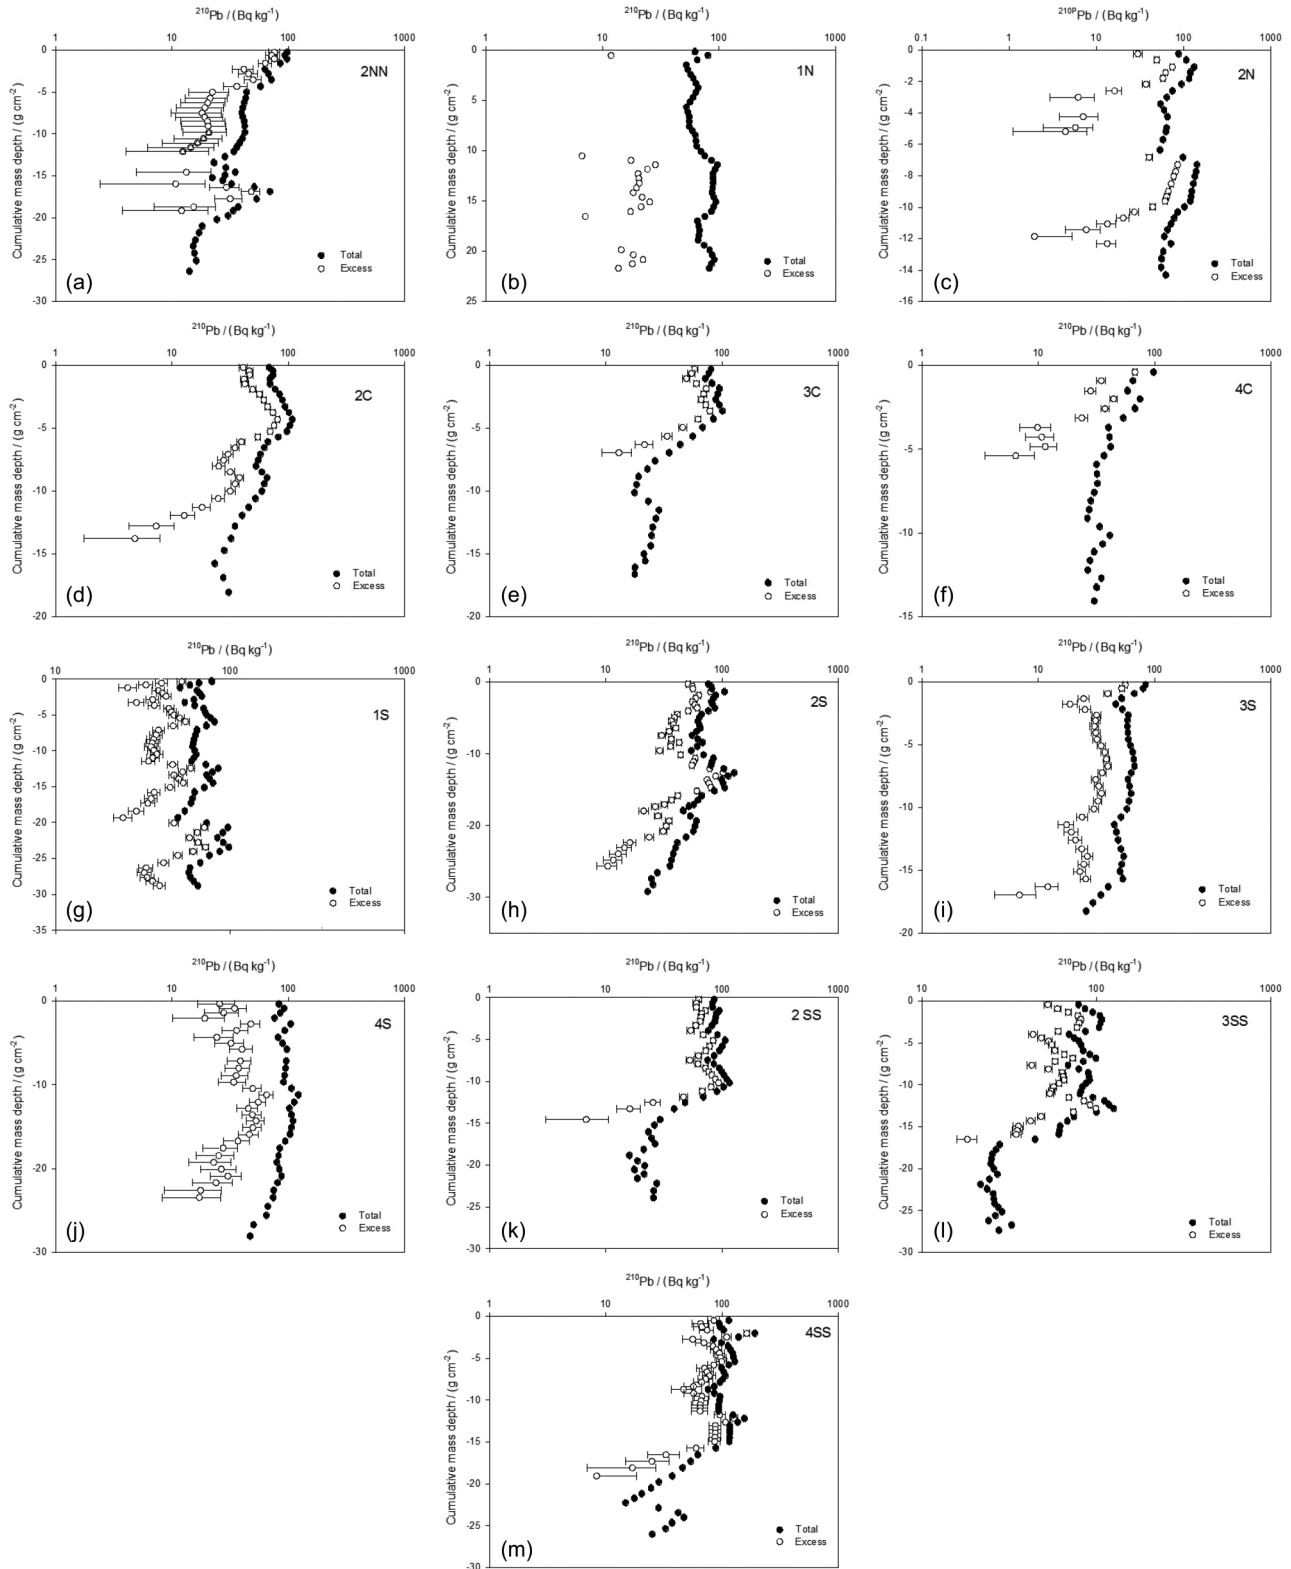 ²¹⁰Pb / (Bq kg⁻¹)
1 10 100 1000
0
-5
-10
-15
-20
-25
-30
Cumulative mass depth / (g cm⁻²)
2NN
Total
Excess
(a)
²¹⁰Pb / (Bq kg⁻¹)
1 10 100 1000
0
5
10
15
20
25
Cumulative mass depth / (g cm⁻²)
1N
Total
Excess
(b)
²¹⁰ᴾb / (Bq kg⁻¹)
0.1 1 10 100 1000
0
-2
-4
-6
-8
-10
-12
-14
-16
Cumulative mass depth / (g cm⁻²)
2N
Total
Excess
(c)
²¹⁰Pb / (Bq kg⁻¹)
1 10 100 1000
0
-5
-10
-15
-20
Cumulative mass depth / (g cm⁻²)
2C
Total
Excess
(d)
²¹⁰Pb / (Bq kg⁻¹)
1 10 100 1000
0
-5
-10
-15
-20
Cumulative mass depth / (g cm⁻²)
3C
Total
Excess
(e)
²¹⁰Pb / (Bq kg⁻¹)
1 10 100 1000
0
-5
-10
-15
Cumulative mass depth / (g cm⁻²)
4C
Total
Excess
(f)
²¹⁰Pb / (Bq kg⁻¹)
10 100 1000
0
-5
-10
-15
-20
-25
-30
-35
Cumulative mass depth / (g cm⁻²)
1S
Total
Excess
(g)
²¹⁰Pb / (Bq kg⁻¹)
1 10 100 1000
0
-10
-20
-30
Cumulative mass depth / (g cm⁻²)
2S
Total
Excess
(h)
²¹⁰Pb / (Bq kg⁻¹)
1 10 100 1000
0
-5
-10
-15
-20
Cumulative mass depth / (g cm⁻²)
3S
Total
Excess
(i)
²¹⁰Pb / (Bq kg⁻¹)
1 10 100 1000
0
-5
-10
-15
-20
-25
-30
Cumulative mass depth / (g cm⁻²)
4S
Total
Excess
(j)
²¹⁰Pb / (Bq kg⁻¹)
1 10 100 1000
0
-5
-10
-15
-20
-25
-30
Cumulative mass depth / (g cm⁻²)
2 SS
Total
Excess
(k)
²¹⁰Pb / (Bq kg⁻¹)
10 100 1000
0
-5
-10
-15
-20
-25
-30
Cumulative mass depth / (g cm⁻²)
3SS
Total
Excess
(l)
²¹⁰Pb / (Bq kg⁻¹)
1 10 100 1000
0
-5
-10
-15
-20
-25
-30
Cumulative mass depth / (g cm⁻²)
4SS
Total
Excess
(m)